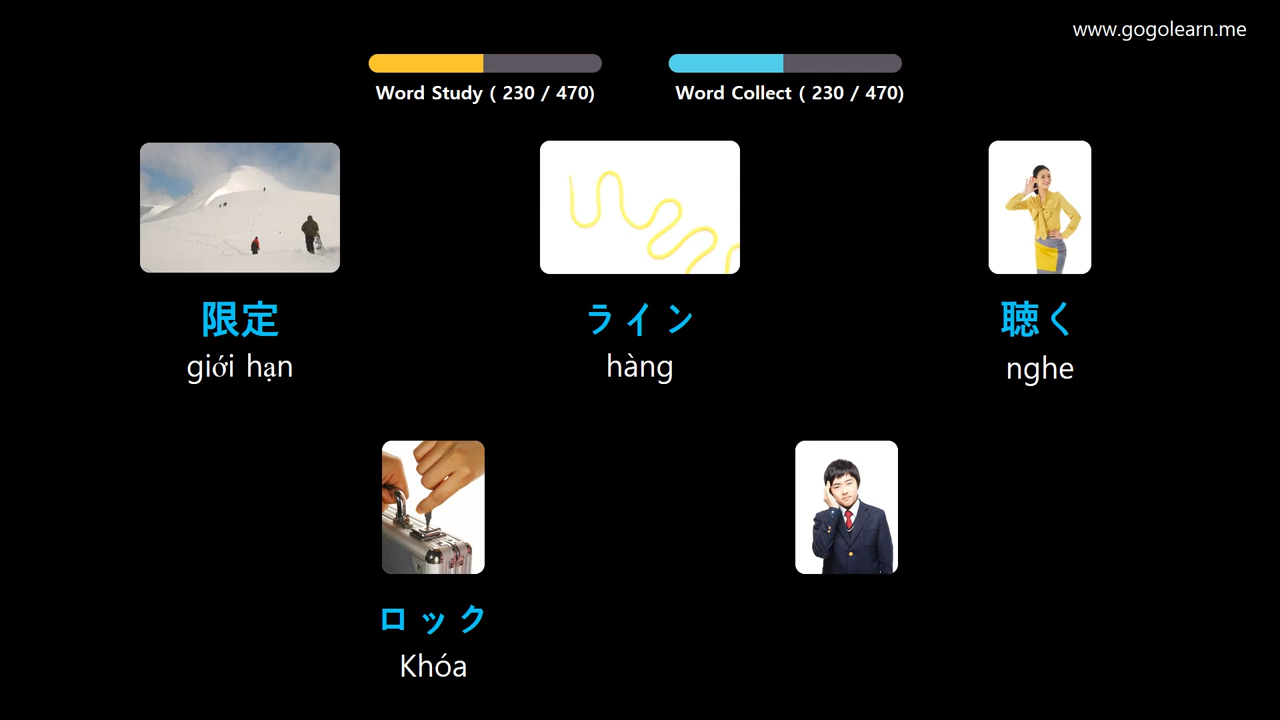 www.gogolearn.me
Word Study ( 230 / 470)
Word Collect ( 230 / 470)
限定
giới hạn
ライン
hàng
聴く
nghe
ロック
Khóa